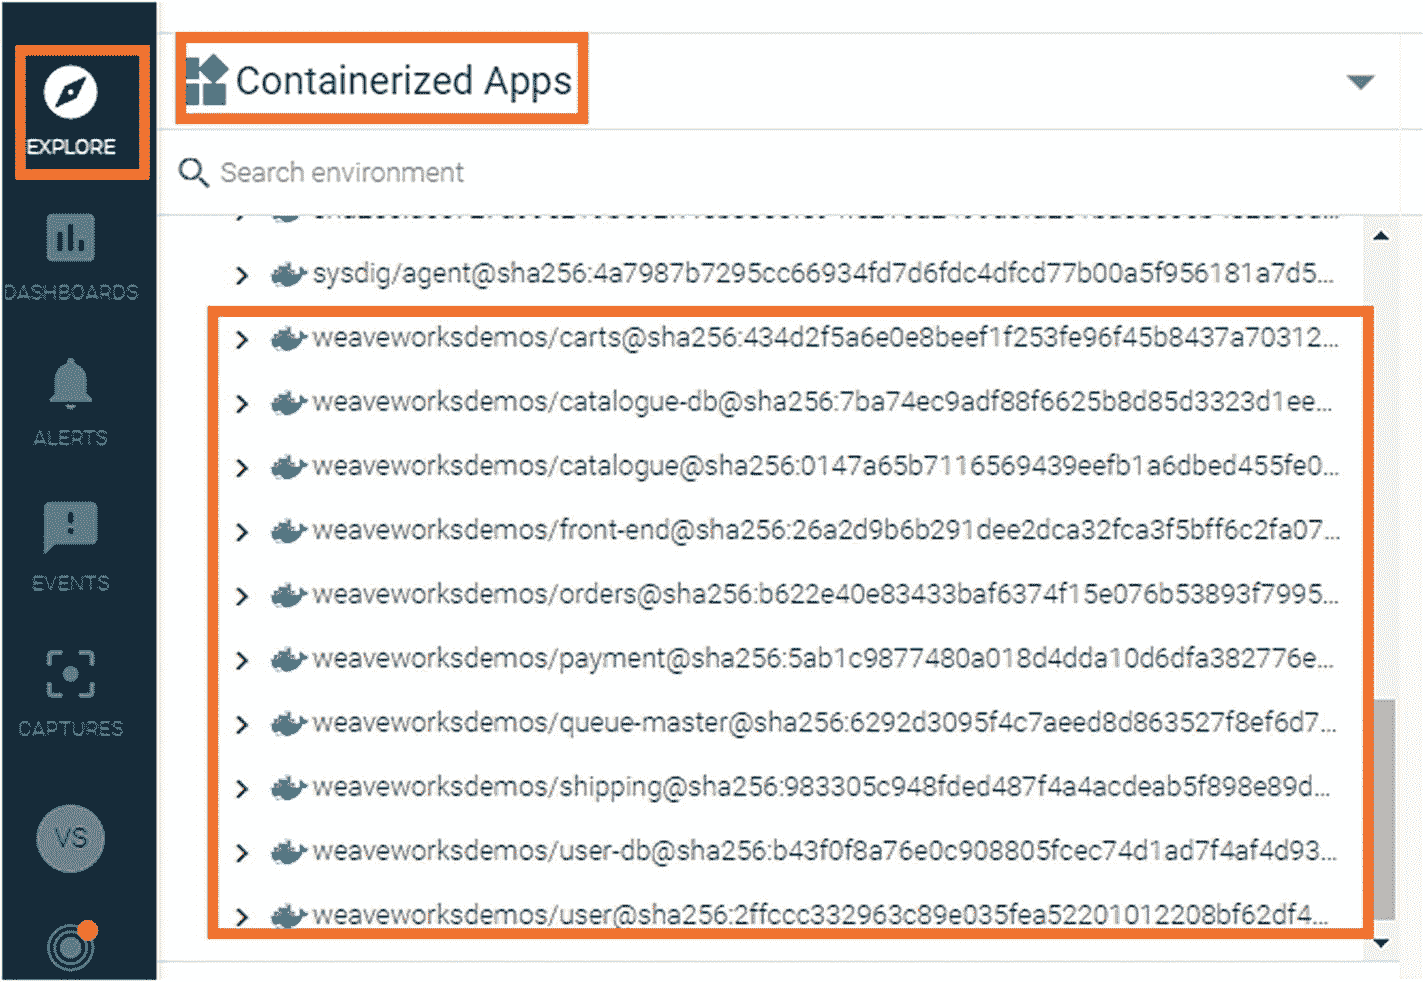 Containerized Apps
EXPLORE
Search environment
DASHBOARDS
sysdig/agent@sha256:4a7987b7295cc66934fd7d6fdc4dfcd77b00a5f956181a7d5...
weaveworksdemos/carts@sha256:434d2f5a6e0e8beef1f253fe96f45b8437a70312...
weaveworksdemos/catalogue-db@sha256:7ba74ec9adf88f6625b8d85d3323d1ee...
ALERTS
weaveworksdemos/catalogue@sha256:0147a65b7116569439eefb1a6dbed455fe0...
weaveworksdemos/front-end@sha256:26a2d9b6b291dee2dca32fca3f5bff6c2fa07...
EVENTS
weaveworksdemos/orders@sha256:b622e40e83433baf6374f15e076b53893f7995...
weaveworksdemos/payment@sha256:5ab1c9877480a018d4dda10d6dfa382776e...
CAPTURES
weaveworksdemos/queue-master@sha256:6292d3095f4c7aeed8d863527f8ef6d7...
weaveworksdemos/shipping@sha256:983305c948fded487f4a4acdeab5f898e89d...
VS
weaveworksdemos/user-db@sha256:b43f0f8a76e0c908805fcec74d1ad7f4af4d93...
weaveworksdemos/user@sha256:2ffccc332963c89e035fea52201012208bf62df4...